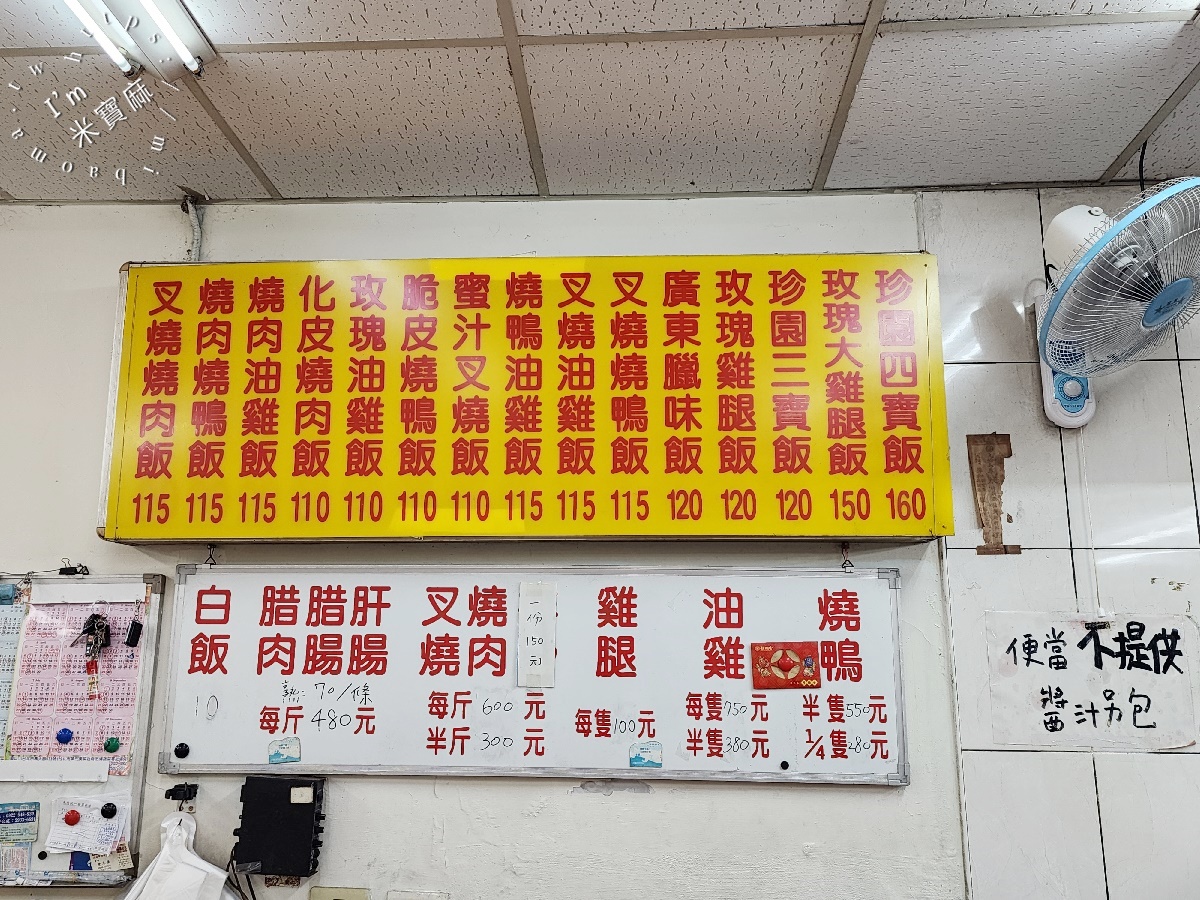 I'm
米寶麻
叉燒燒肉飯 115
燒肉燒鴨飯 115
燒肉油雞飯 115
化皮燒肉飯 110
玫瑰油雞飯 110
脆皮燒鴨飯 110
蜜汁叉燒飯 110
燒鴨油雞飯 115
叉燒油雞飯 115
叉燒燒鴨飯 115
廣東臘味飯 120
玫瑰雞腿飯 120
珍園三寶飯 120
玫瑰大雞腿飯 150
珍園四寶飯 160
白飯
10
腊肉
腊腸
肝腸
熟:70/條
每斤480元
叉燒
燒肉
每斤600元
半斤300元
一份150元
雞腿
每隻100元
油雞
每隻750元
半隻380元
燒鴨
半隻550元
1/4隻280元
便當不提供
醬汁另包